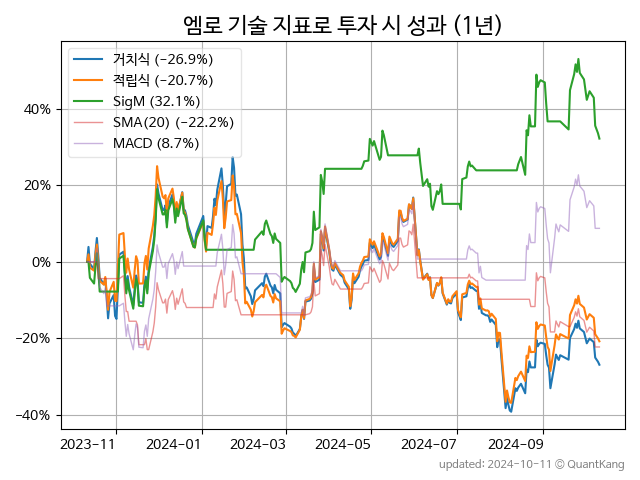 엠로 기술 지표로 투자 시 성과 (1년)
거치식 (−26.9%)
적립식 (−20.7%)
SigM (32.1%)
SMA(20) (−22.2%)
MACD (8.7%)
40%
20%
0%
−20%
−40%
2023-11 2024-01 2024-03 2024-05 2024-07 2024-09
updated: 2024-10-11 © QuantKang